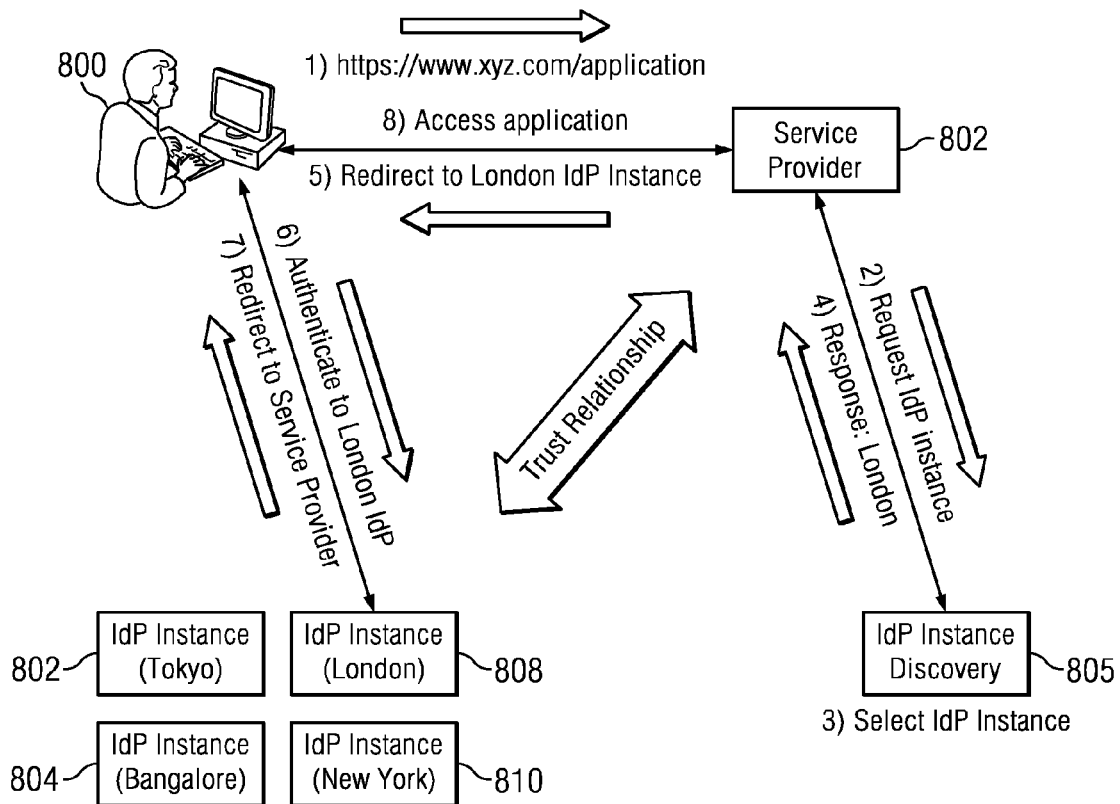 800
1) https://www.xyz.com/application
8) Access application
5) Redirect to London IdP Instance
Service
Provider
802
6) Authenticate to London IdP
7) Redirect to Service Provider
Trust Relationship
2) Request IdP instance
4) Response: London
IdP Instance
(Tokyo)
802
IdP Instance
(London)
808
IdP Instance
Discovery
805
3) Select IdP Instance
IdP Instance
(Bangalore)
804
IdP Instance
(New York)
810